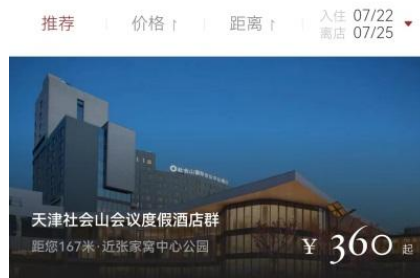 推荐
价格↑
距离↑
入住 07/22
离店 07/25
天津社会山会议度假酒店群
距您167米·近张家窝中心公园
¥ 360 起